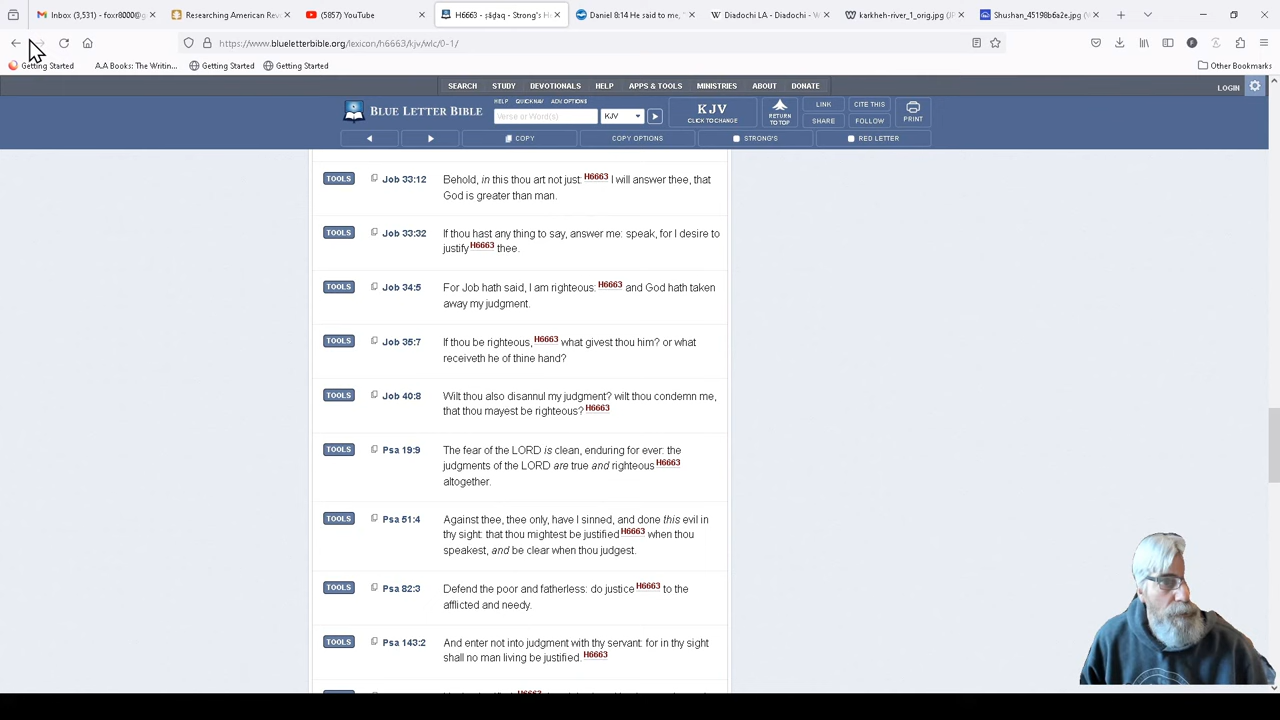 Inbox (3,531) - foxr8000@g
Researching American Rev
(5857) YouTube
H6663 - ṣāḏaq - Strong's H
Daniel 8:14 He said to me, "
Diadochi LA - Diadochi - W
karkheh-river_1_orig.jpg (JP
Shushan_45198b6a2e.jpg (
https://www.blueletterbible.org/lexicon/h6663/kjv/wlc/0-1/
Getting Started
A.A Books: The Writin...
Getting Started
Getting Started
Other Bookmarks
SEARCH STUDY DEVOTIONALS HELP APPS & TOOLS MINISTRIES ABOUT DONATE
LOGIN
BLUE LETTER BIBLE
HELP QUICKNAV ADV OPTIONS
Verse or Word(s)
KJV
KJV
CLICK TO CHANGE
RETURN
TO TOP
LINK
CITE THIS
SHARE
FOLLOW
PRINT
COPY
COPY OPTIONS
STRONG'S
RED LETTER
TOOLS Job 33:12 Behold, in this thou art not just: H6663 I will answer thee, that
God is greater than man.
TOOLS Job 33:32 If thou hast any thing to say, answer me: speak, for I desire to
justify H6663 thee.
TOOLS Job 34:5 For Job hath said, I am righteous: H6663 and God hath taken
away my judgment.
TOOLS Job 35:7 If thou be righteous, H6663 what givest thou him? or what
receiveth he of thine hand?
TOOLS Job 40:8 Wilt thou also disannul my judgment? wilt thou condemn me,
that thou mayest be righteous? H6663
TOOLS Psa 19:9 The fear of the LORD is clean, enduring for ever: the
judgments of the LORD are true and righteous H6663
altogether.
TOOLS Psa 51:4 Against thee, thee only, have I sinned, and done this evil in
thy sight: that thou mightest be justified H6663 when thou
speakest, and be clear when thou judgest.
TOOLS Psa 82:3 Defend the poor and fatherless: do justice H6663 to the
afflicted and needy.
TOOLS Psa 143:2 And enter not into judgment with thy servant: for in thy sight
shall no man living be justified. H6663
H6663